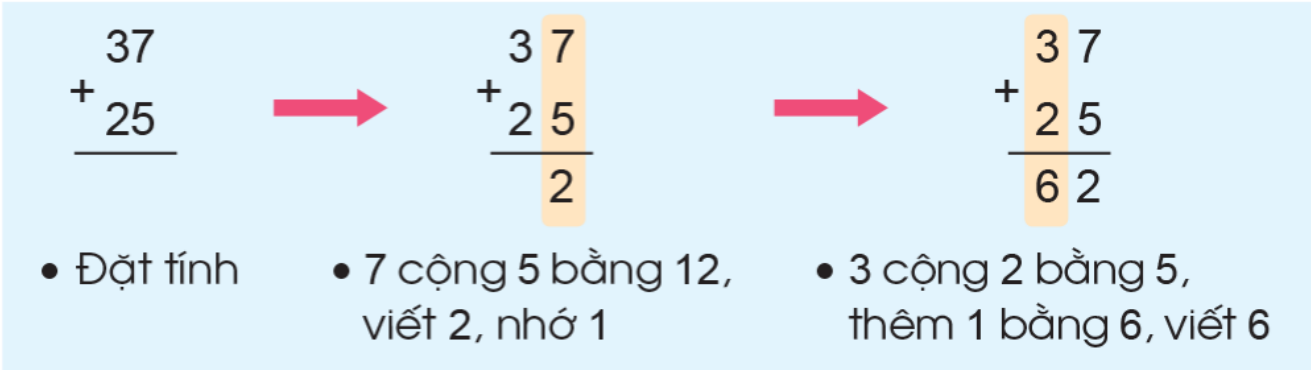 37
+
25
3 7
+
2 5
2
3 7
+
2 5
6 2
• Đặt tính
• 7 cộng 5 bằng 12,
viết 2, nhớ 1
• 3 cộng 2 bằng 5,
thêm 1 bằng 6, viết 6